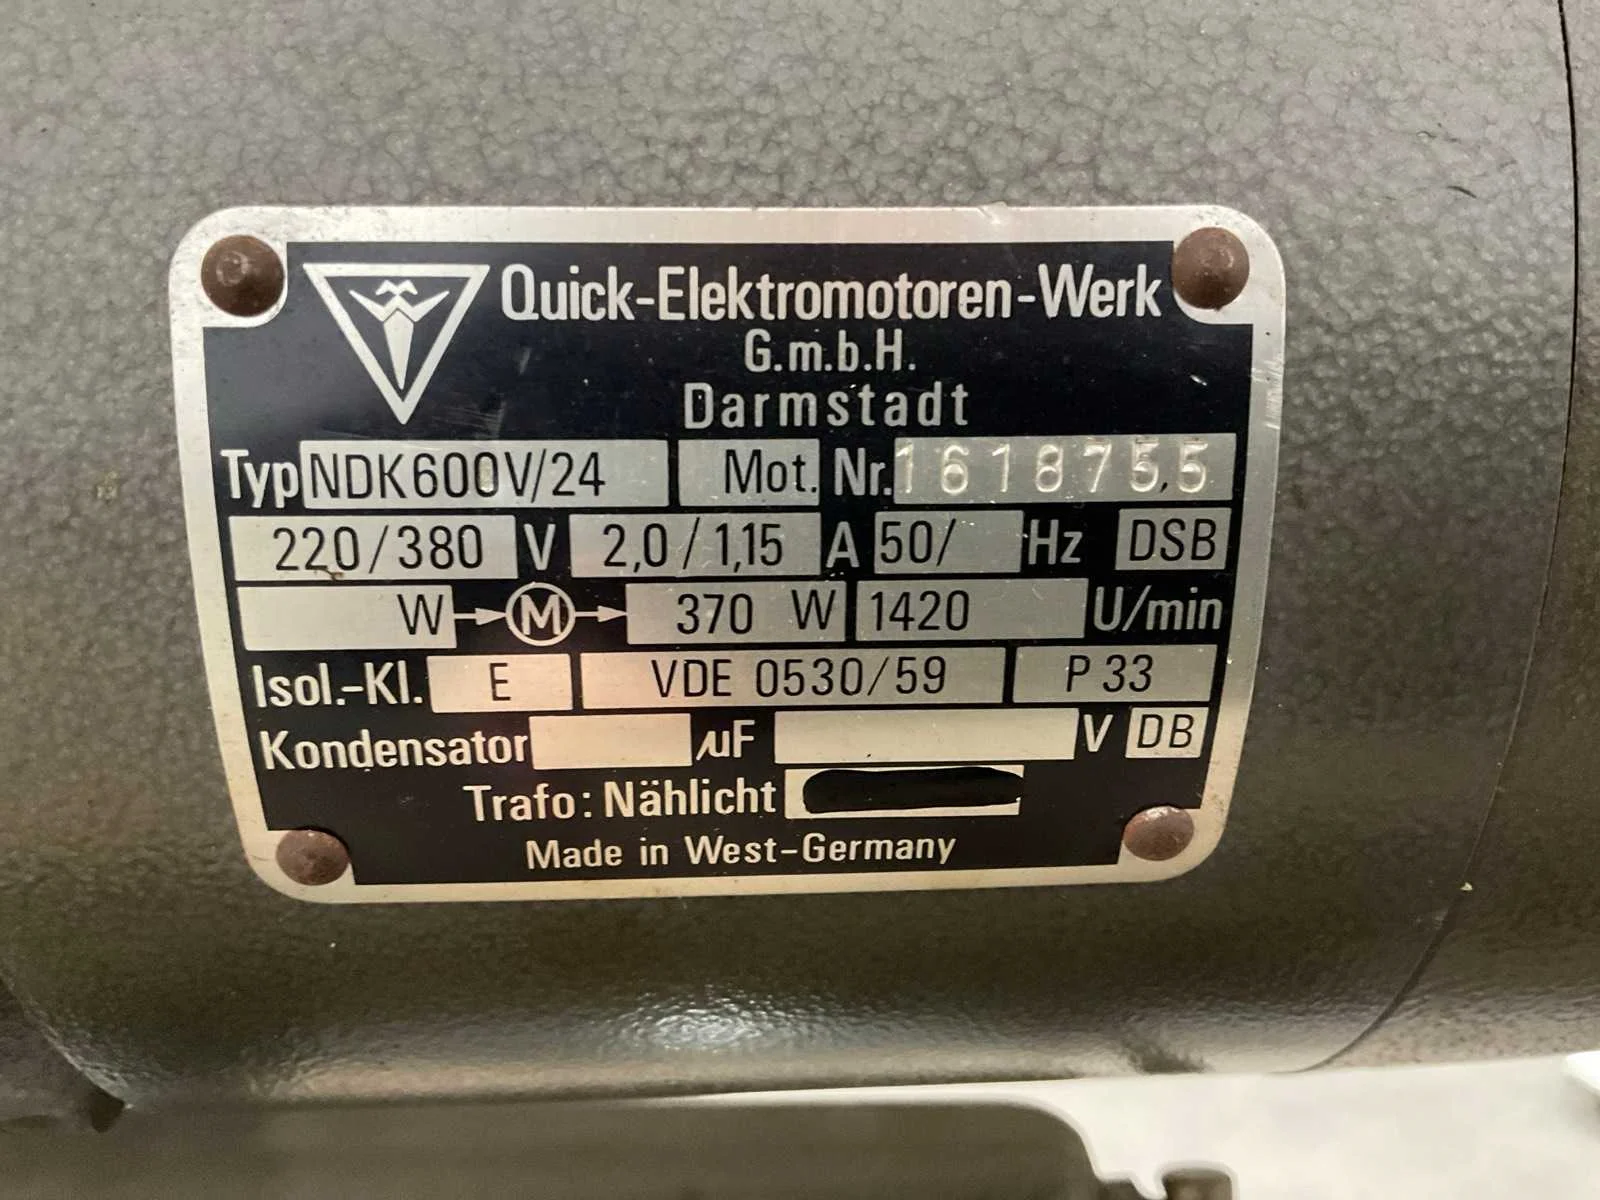 Quick-Elektromotoren-Werk
G.m.b.H.
Darmstadt
Typ NDK600V/24 Mot. Nr. 1618755,5
220/380 V 2,0/1,15 A 50/ Hz DSB
W M 370 W 1420 U/min
Isol.-Kl. E VDE 0530/59 P 33
Kondensator µF V DB
Trafo: Nählicht
Made in West-Germany